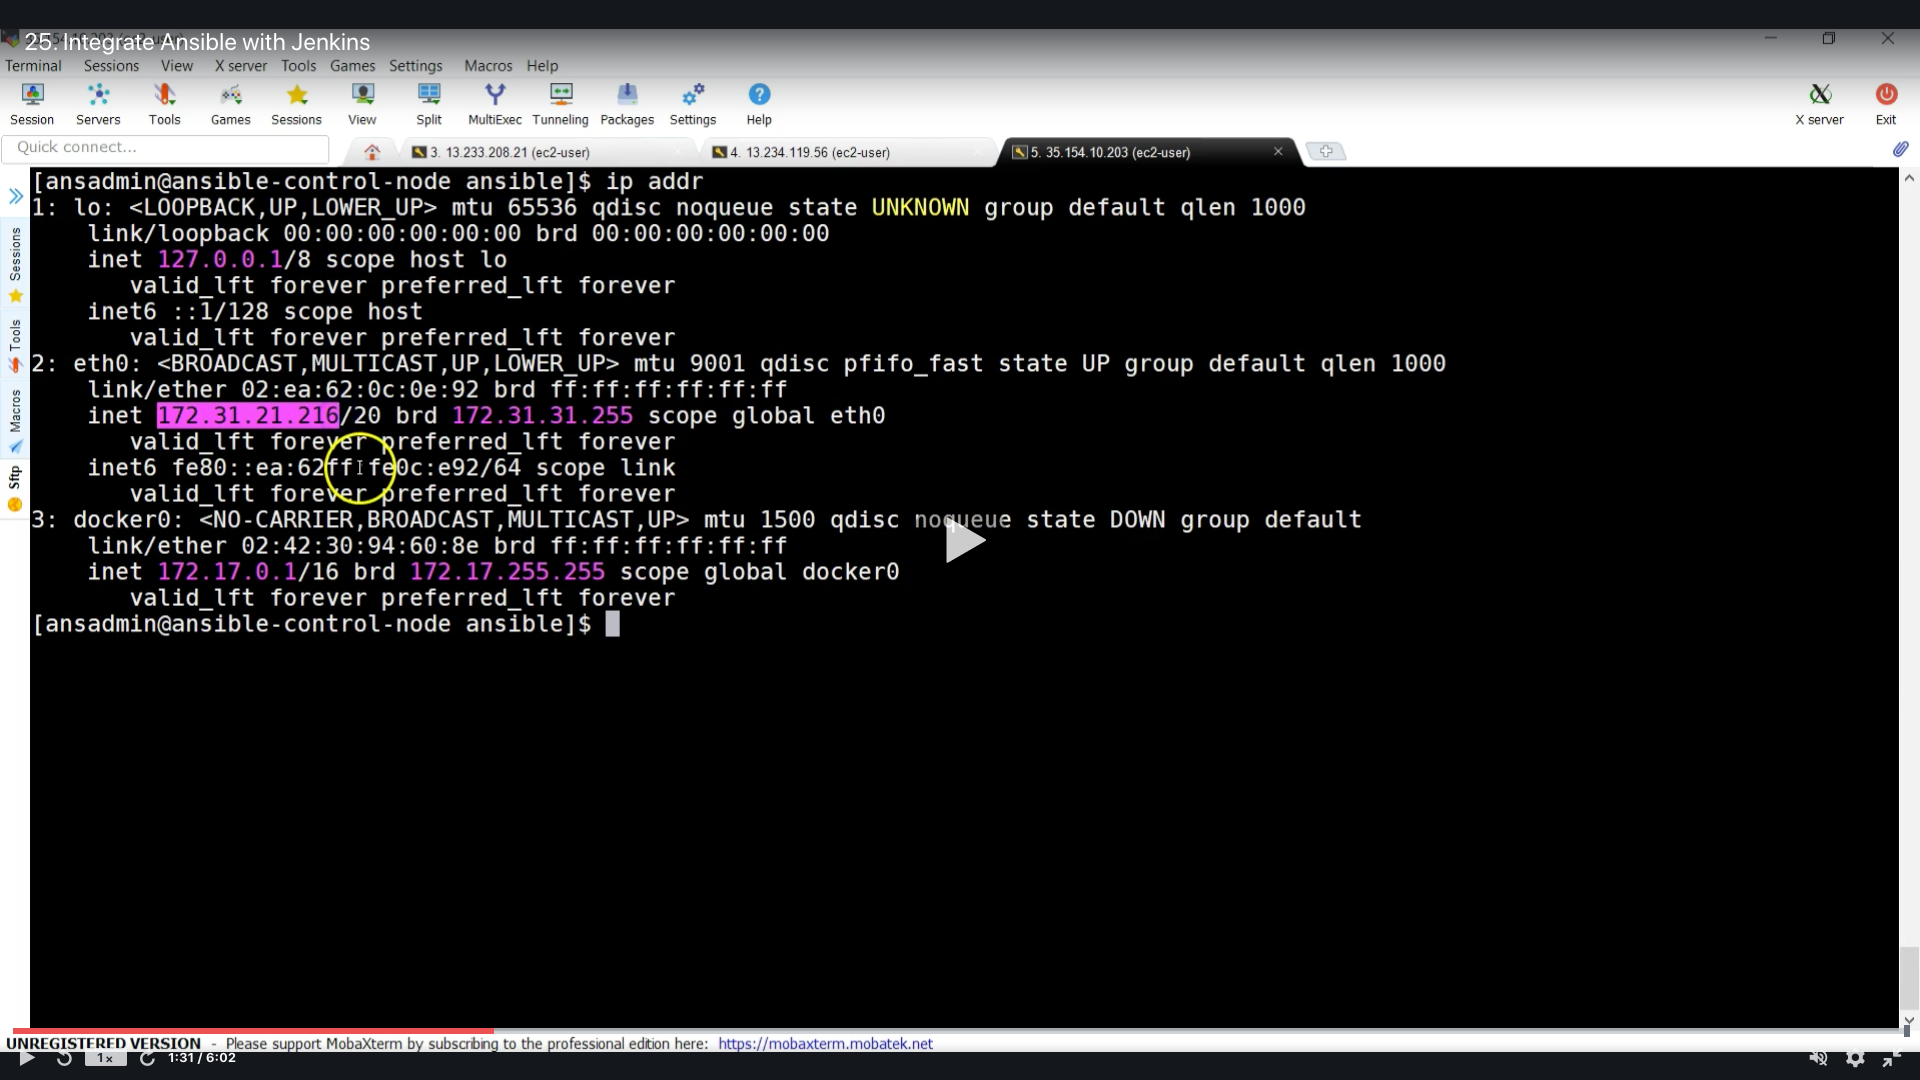 25. Integrate Ansible with Jenkins
Terminal Sessions View X server Tools Games Settings Macros Help
Session Servers Tools Games Sessions View Split MultiExec Tunneling Packages Settings Help X server Exit
Quick connect...
3. 13.233.208.21 (ec2-user)
4. 13.234.119.56 (ec2-user)
5. 35.154.10.203 (ec2-user)
Sessions
Tools
Macros
Sftp
[ansadmin@ansible-control-node ansible]$ ip addr
1: lo: <LOOPBACK,UP,LOWER_UP> mtu 65536 qdisc noqueue state UNKNOWN group default qlen 1000
link/loopback 00:00:00:00:00:00 brd 00:00:00:00:00:00
inet 127.0.0.1/8 scope host lo
valid_lft forever preferred_lft forever
inet6 ::1/128 scope host
valid_lft forever preferred_lft forever
2: eth0: <BROADCAST,MULTICAST,UP,LOWER_UP> mtu 9001 qdisc pfifo_fast state UP group default qlen 1000
link/ether 02:ea:62:0c:0e:92 brd ff:ff:ff:ff:ff:ff
inet 172.31.21.216/20 brd 172.31.31.255 scope global eth0
valid_lft forever preferred_lft forever
inet6 fe80::ea:62ff:fe0c:e92/64 scope link
valid_lft forever preferred_lft forever
3: docker0: <NO-CARRIER,BROADCAST,MULTICAST,UP> mtu 1500 qdisc noqueue state DOWN group default
link/ether 02:42:30:94:60:8e brd ff:ff:ff:ff:ff:ff
inet 172.17.0.1/16 brd 172.17.255.255 scope global docker0
valid_lft forever preferred_lft forever
[ansadmin@ansible-control-node ansible]$
UNREGISTERED VERSION - Please support MobaXterm by subscribing to the professional edition here: https://mobaxterm.mobatek.net
1x 1:31 / 6:02